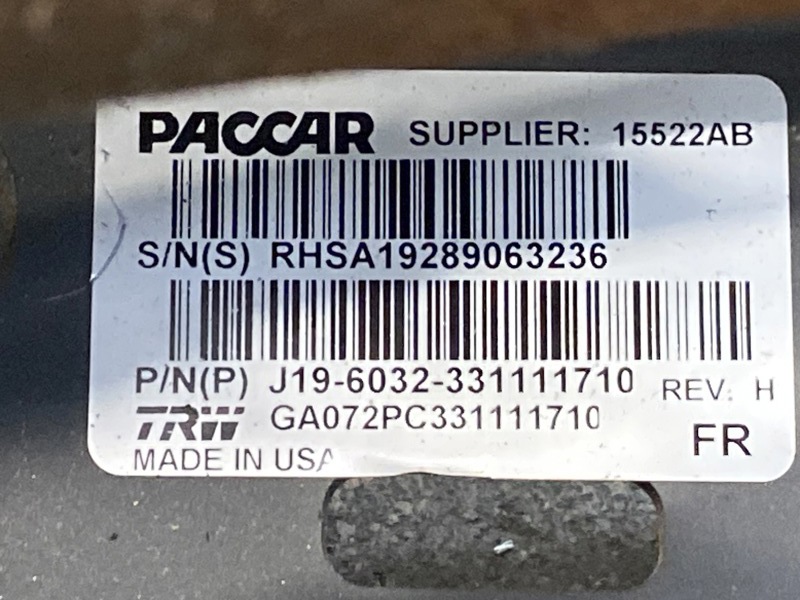 PACCAR SUPPLIER: 15522AB
S/N(S) RHSA19289063236
P/N(P) J19-6032-331111710 REV: H
TRW GA072PC331111710
FR
MADE IN USA